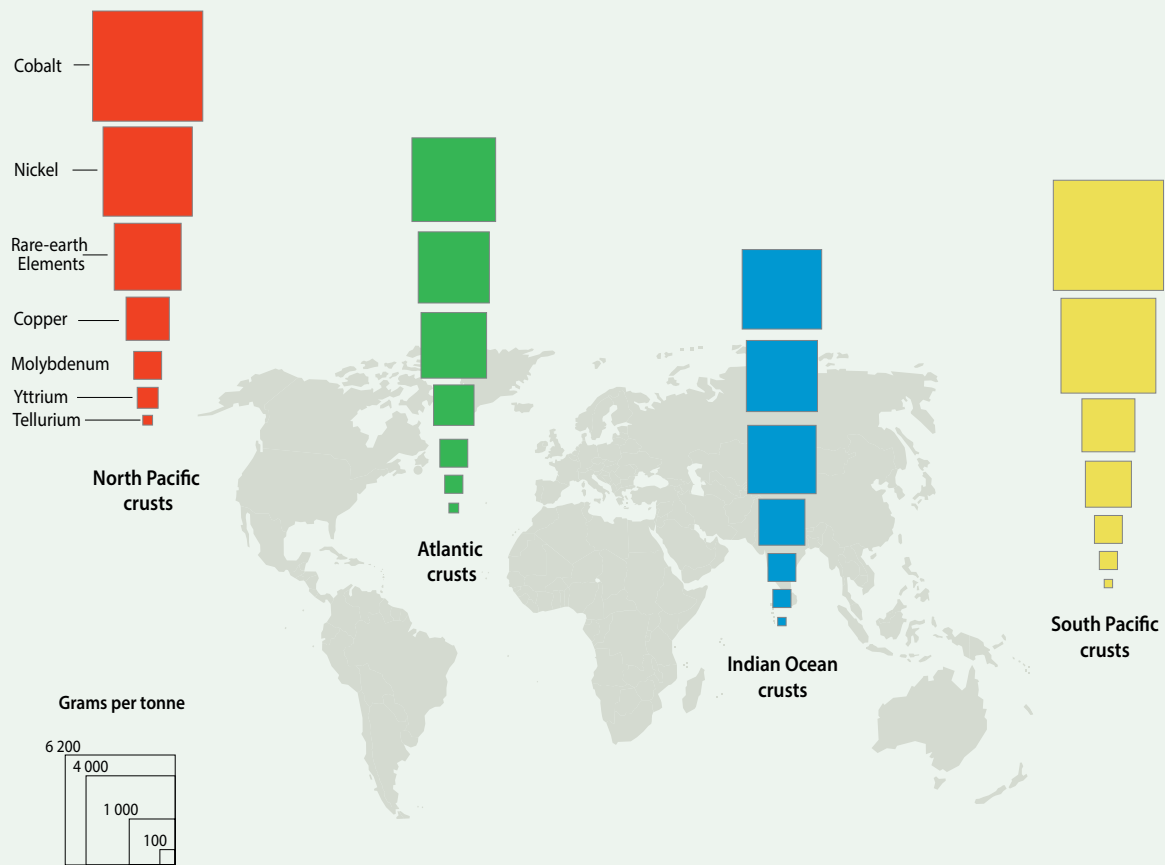 Cobalt
Nickel
Rare-earth
Elements
Copper
Molybdenum
Yttrium
Tellurium
North Pacific
crusts
Atlantic
crusts
Indian Ocean
crusts
South Pacific
crusts
Grams per tonne
6 200
4 000
1 000
100